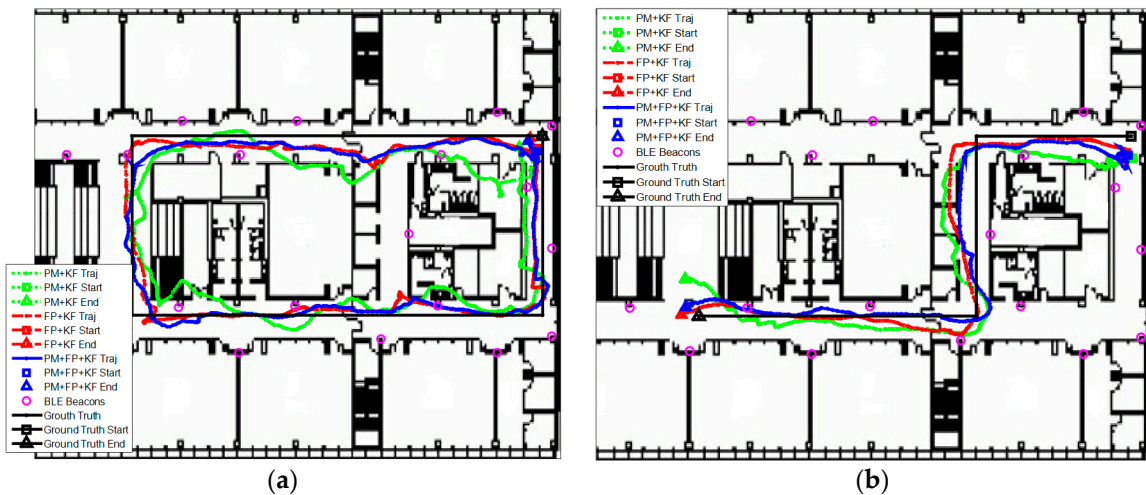 PM+KF Traj
PM+KF Start
PM+KF End
FP+KF Traj
FP+KF Start
FP+KF End
PM+FP+KF Traj
PM+FP+KF Start
PM+FP+KF End
BLE Beacons
Grouth Truth
Ground Truth Start
Ground Truth End
(a)
PM+KF Traj
PM+KF Start
PM+KF End
FP+KF Traj
FP+KF Start
FP+KF End
PM+FP+KF Traj
PM+FP+KF Start
PM+FP+KF End
BLE Beacons
Grouth Truth
Ground Truth Start
Ground Truth End
(b)